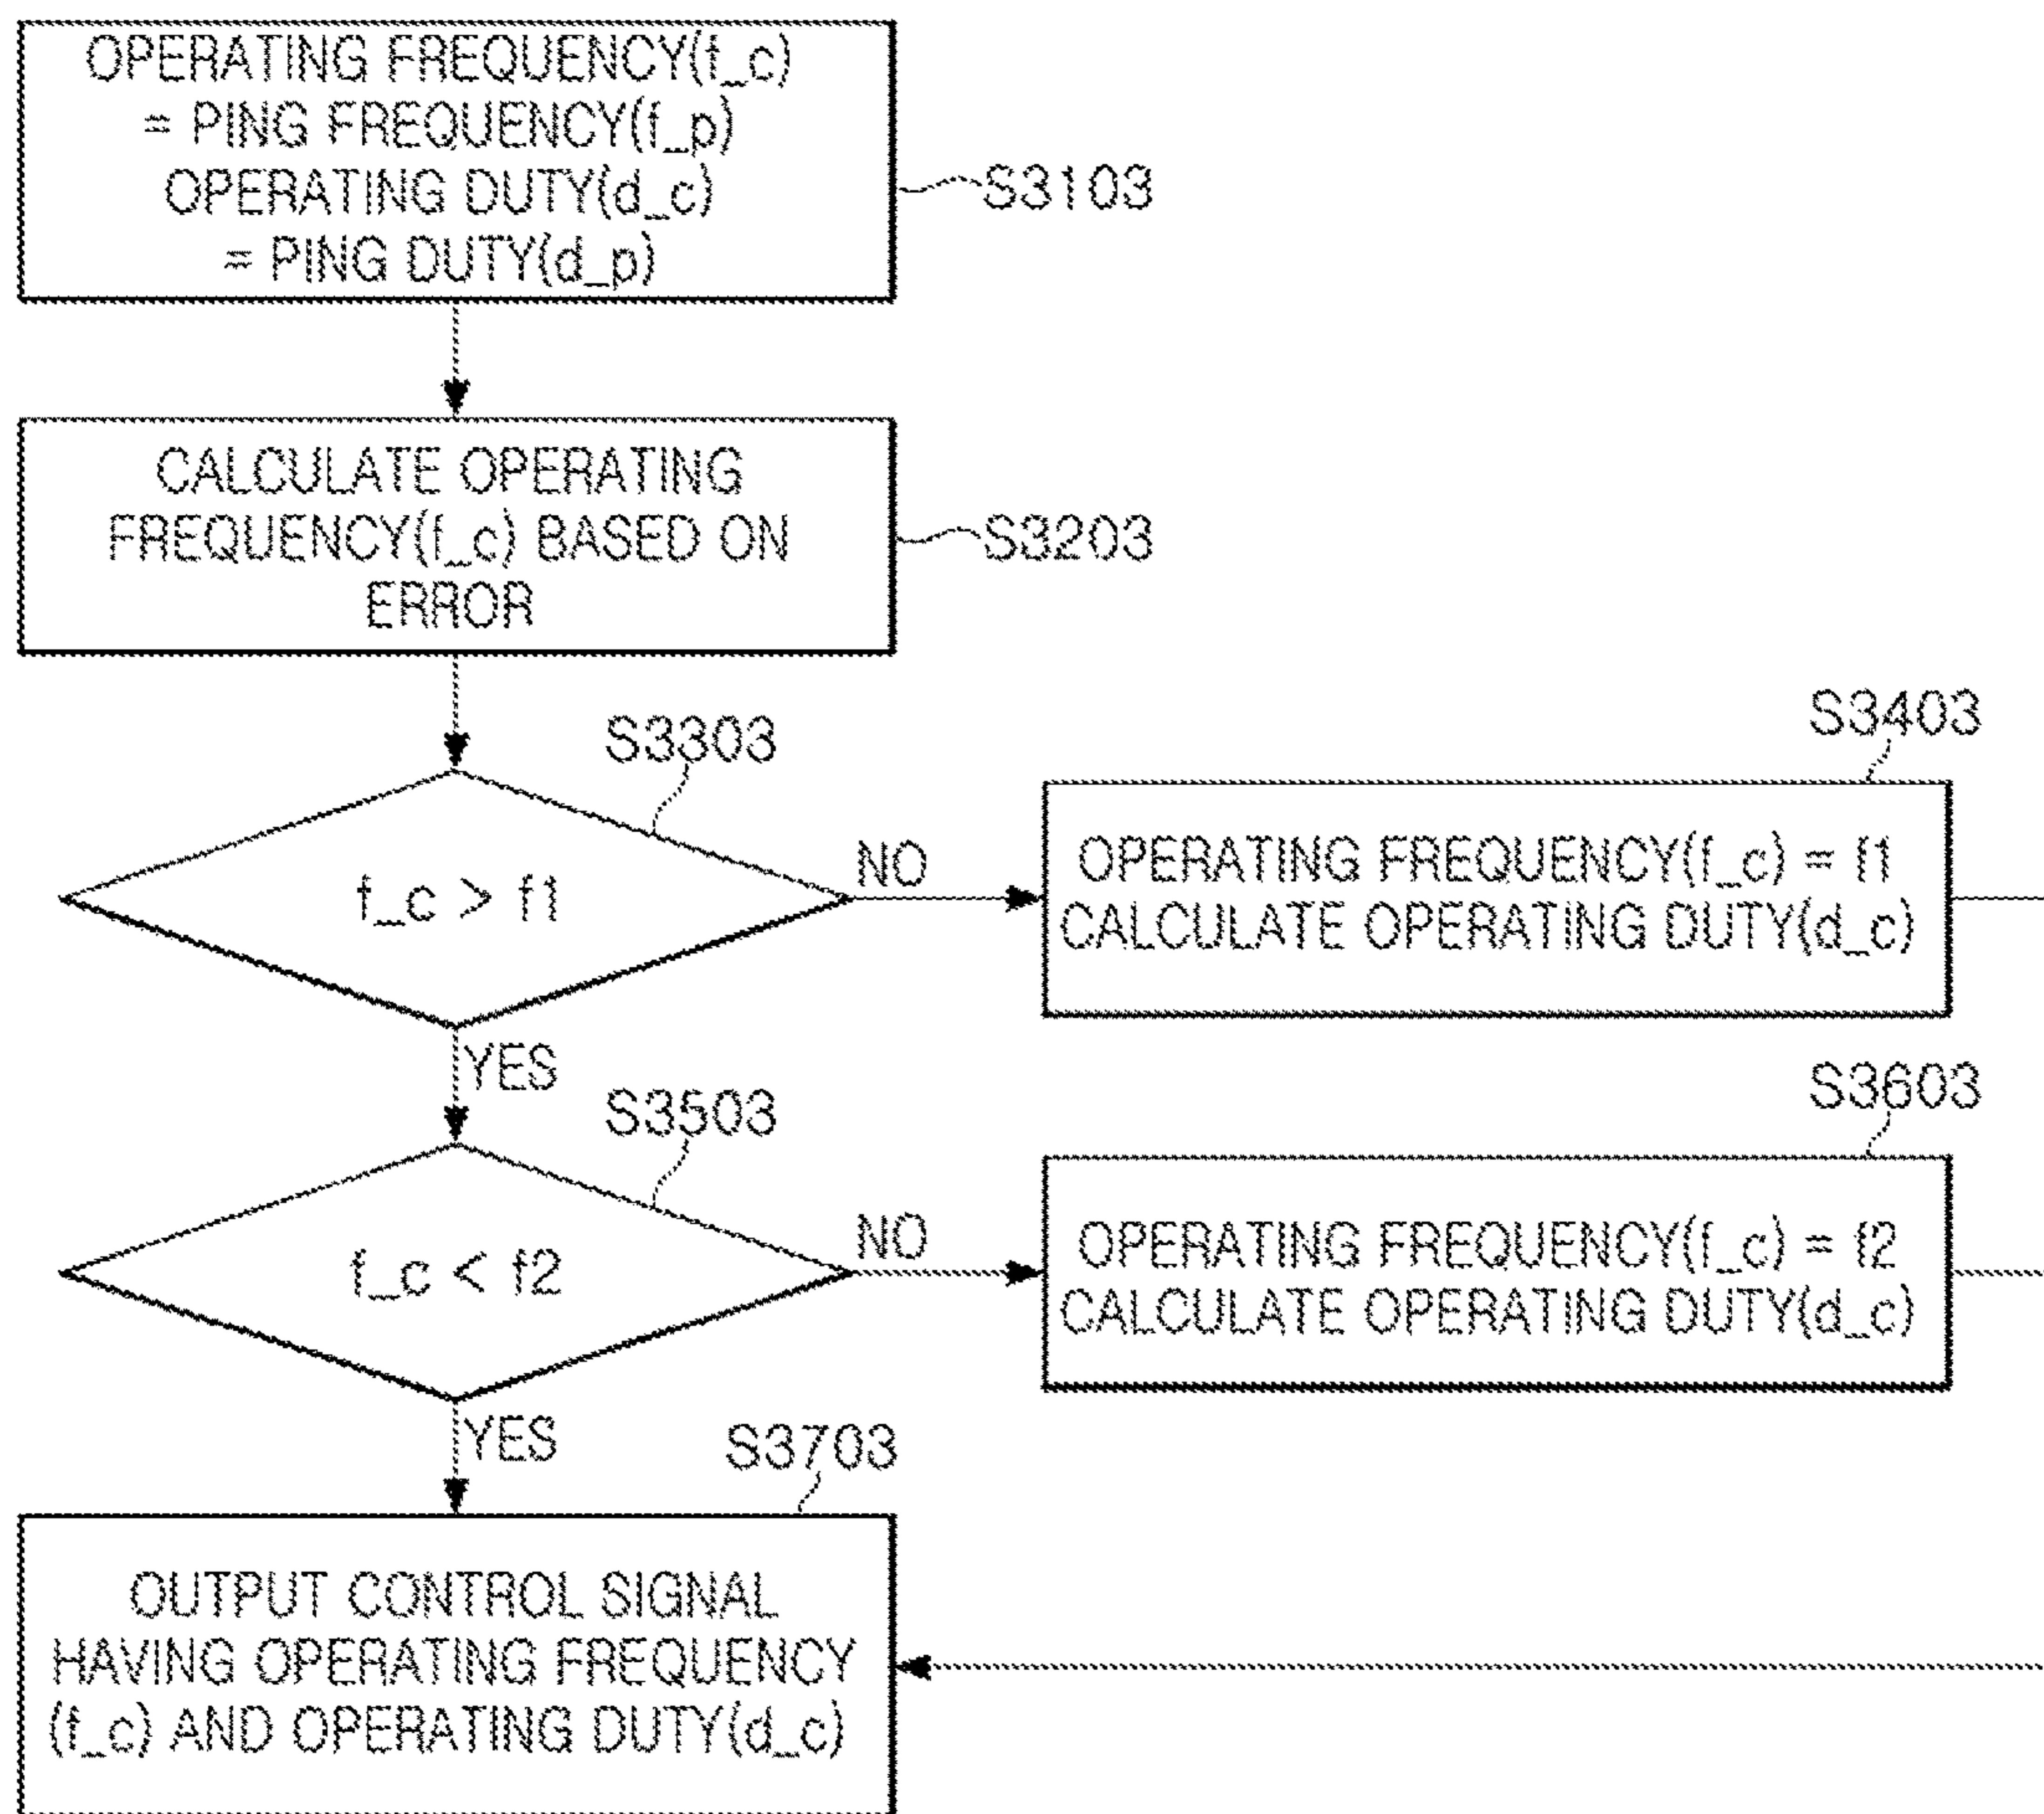 OPERATING FREQUENCY(f_c)
= PING FREQUENCY(f_p)
OPERATING DUTY(d_c)
= PING DUTY(d_p)
S3103
CALCULATE OPERATING
FREQUENCY(f_c) BASED ON
ERROR
S3203
S3303
f_c > f1
NO
YES
S3403
OPERATING FREQUENCY(f_c) = f1
CALCULATE OPERATING DUTY(d_c)
S3503
f_c < f2
NO
YES
S3603
OPERATING FREQUENCY(f_c) = f2
CALCULATE OPERATING DUTY(d_c)
S3703
OUTPUT CONTROL SIGNAL
HAVING OPERATING FREQUENCY
(f_c) AND OPERATING DUTY(d_c)